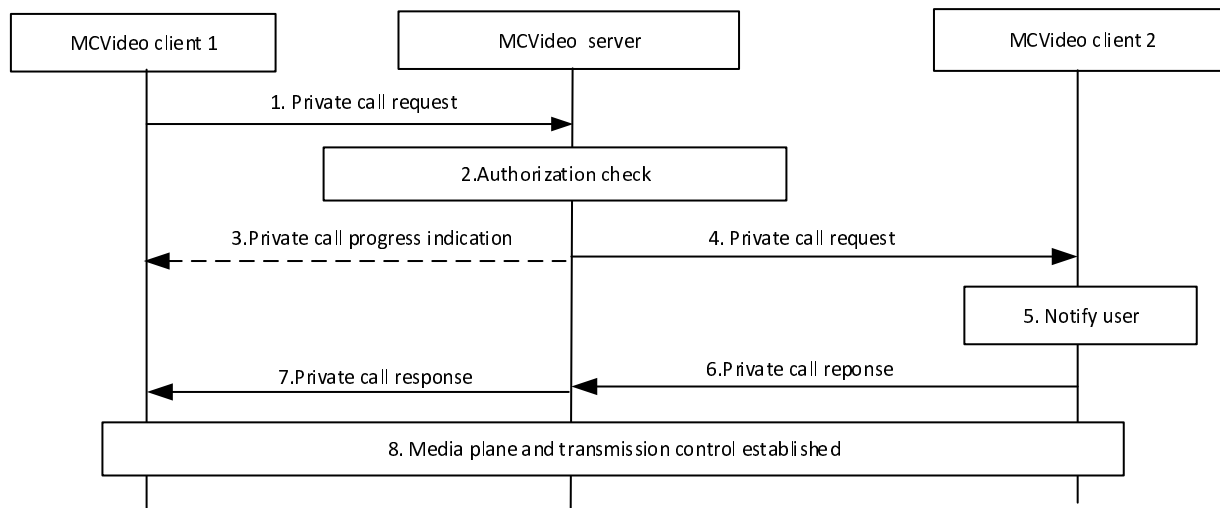 MCVideo client 1
MCVideo server
MCVideo client 2
1. Private call request
2.Authorization check
3.Private call progress indication
4. Private call request
5. Notify user
6.Private call reponse
7.Private call response
8. Media plane and transmission control established